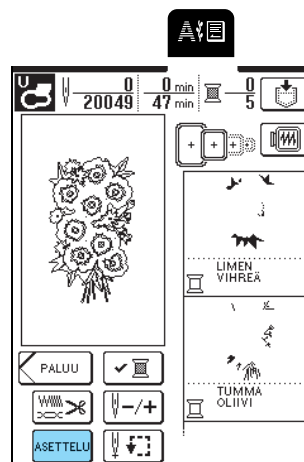 A
U
0
20049
0 min
47 min
0
5
LIMEN
VIHREÄ
TUMMA
OLIIVI
PALUU
-/+
ASETTELU